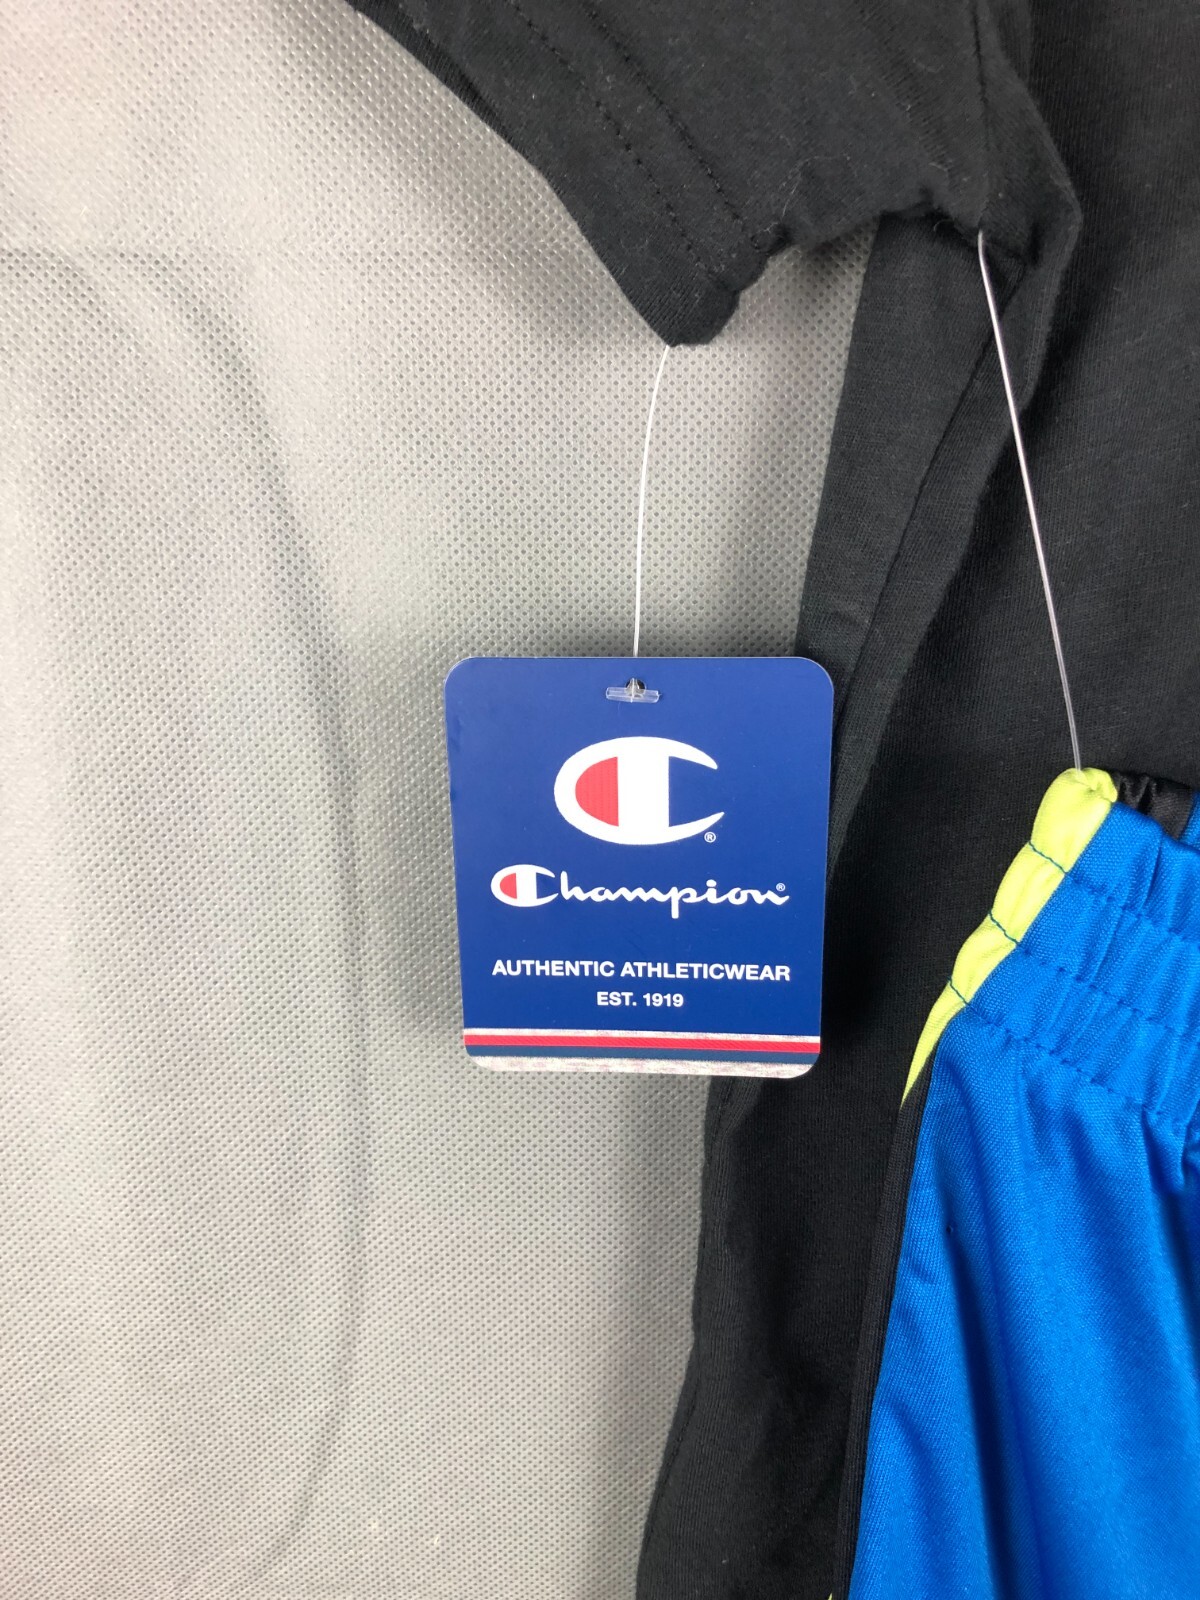 ®
Champion®
AUTHENTIC ATHLETICWEAR
EST. 1919